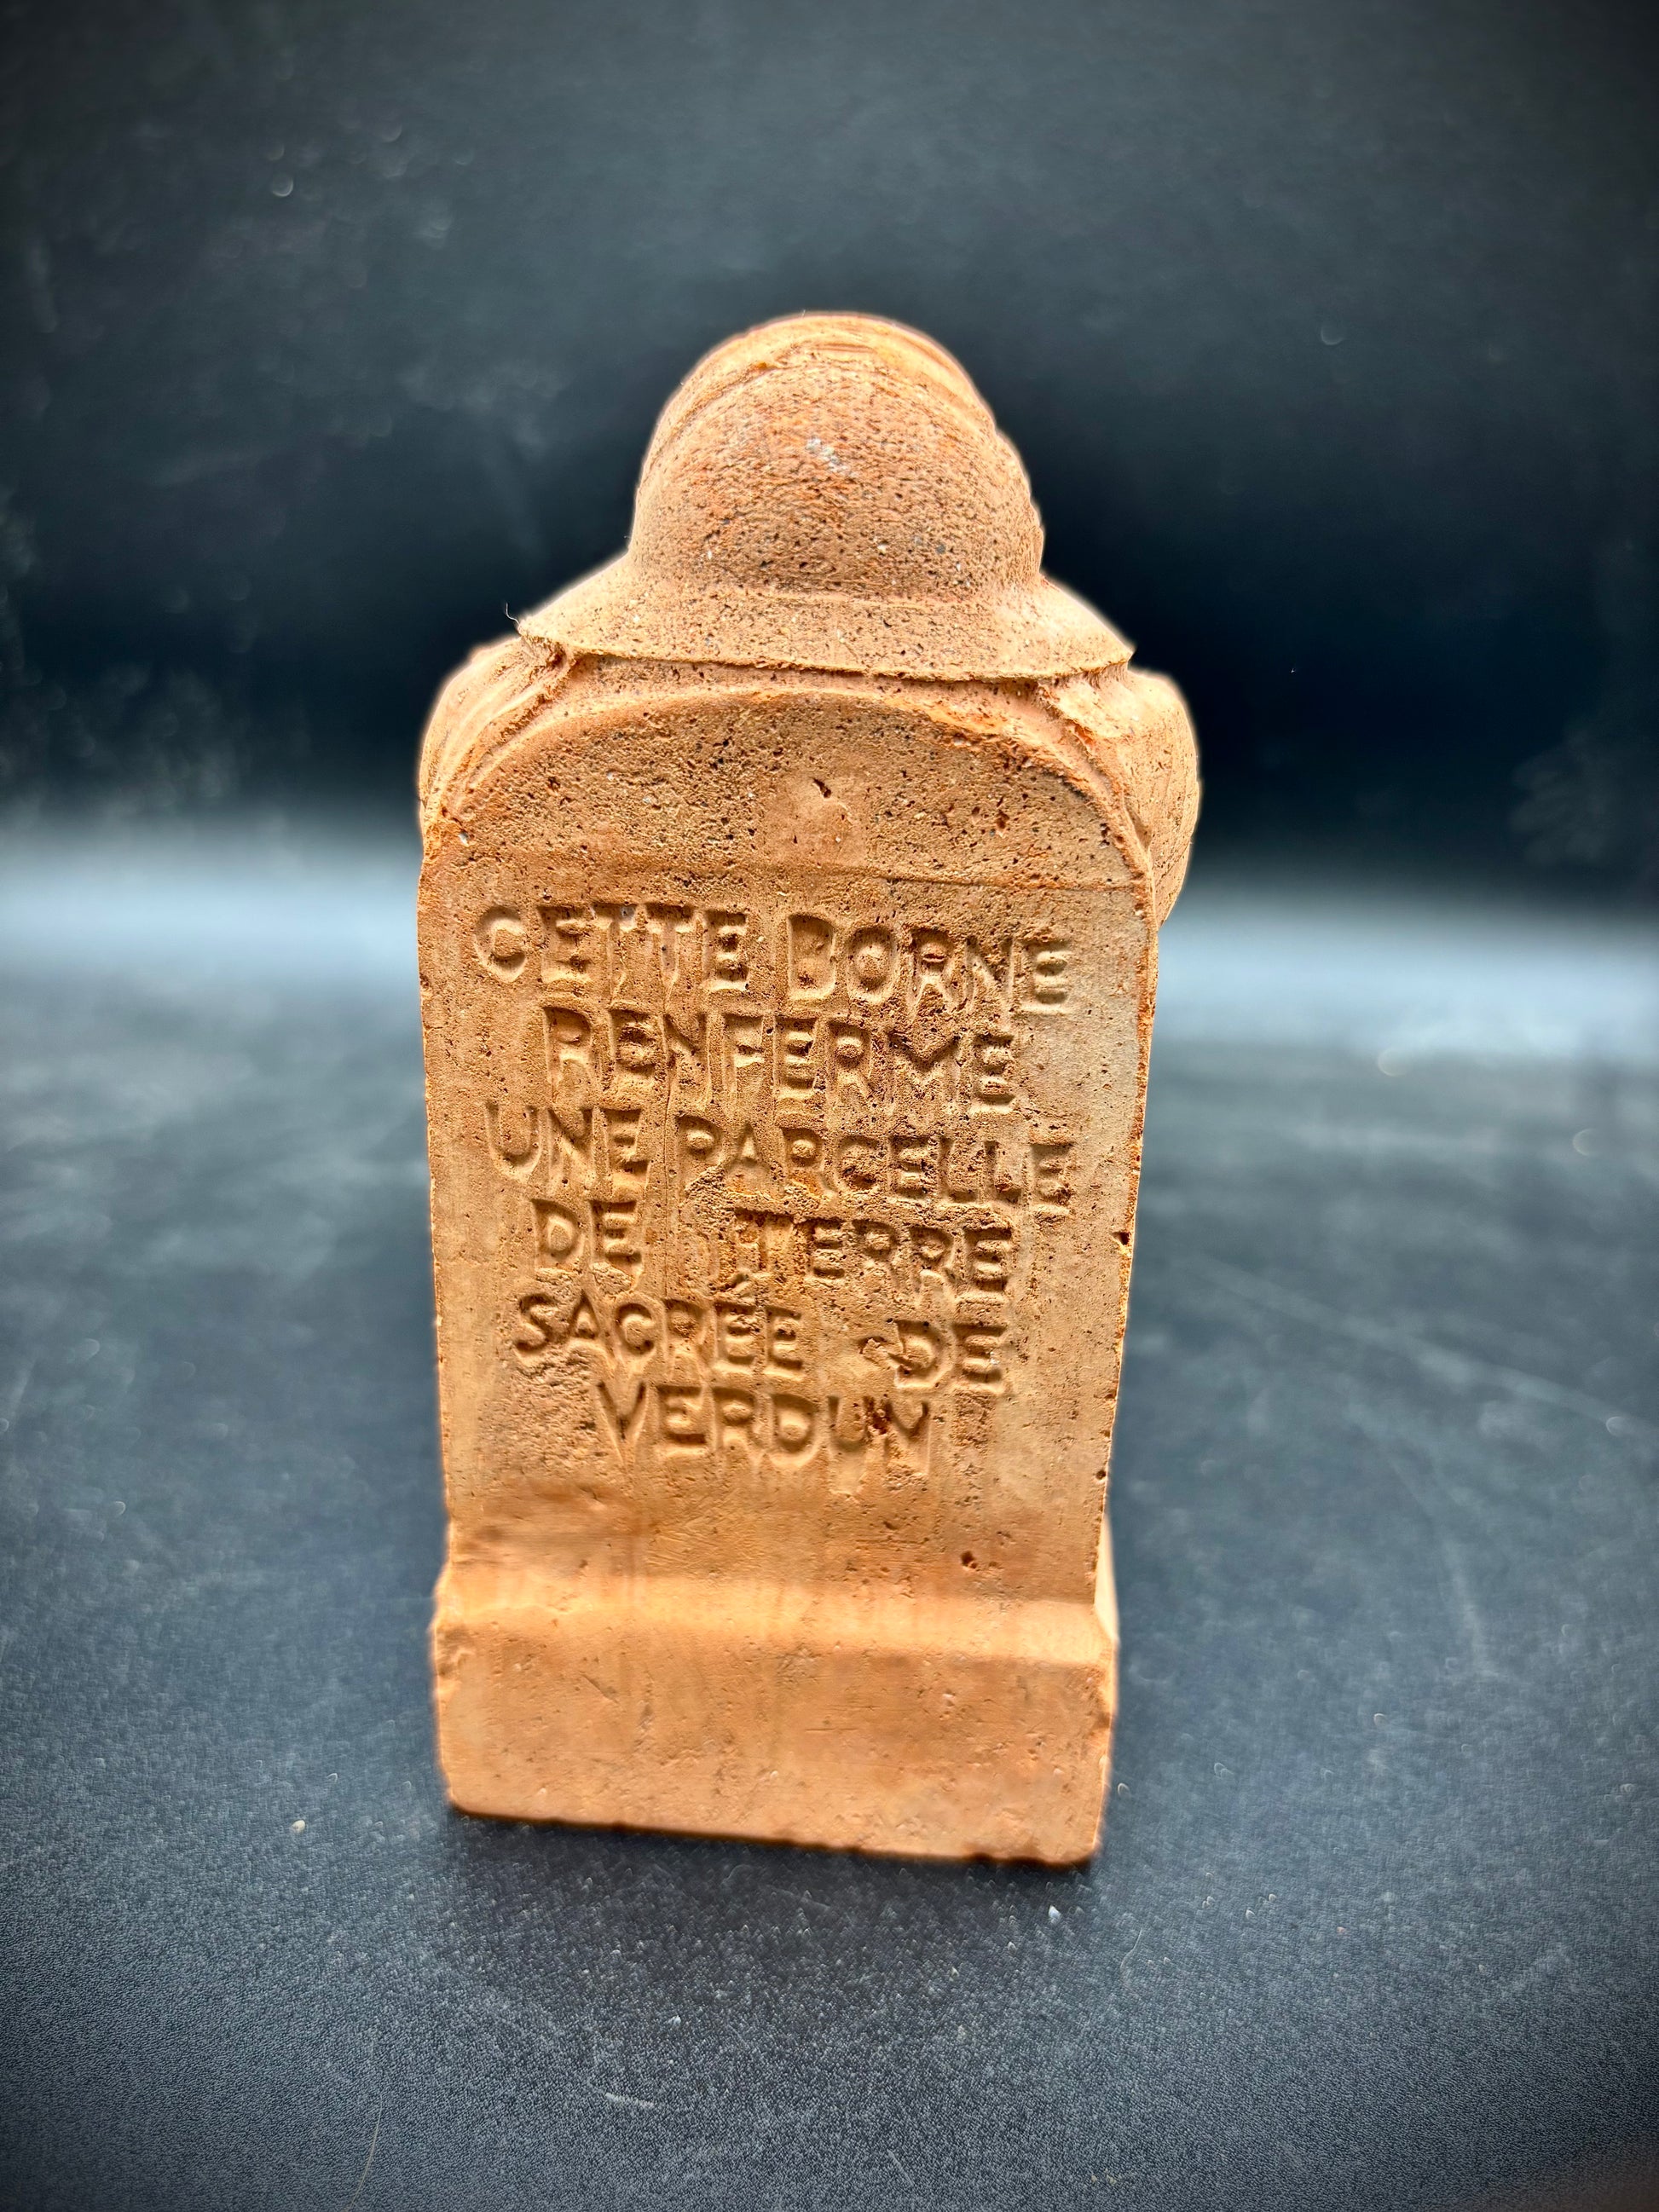 CETTE BORNE
RENFERME
UNE PARCELLE
DE TERRE
SACRÉE DE
VERDUN